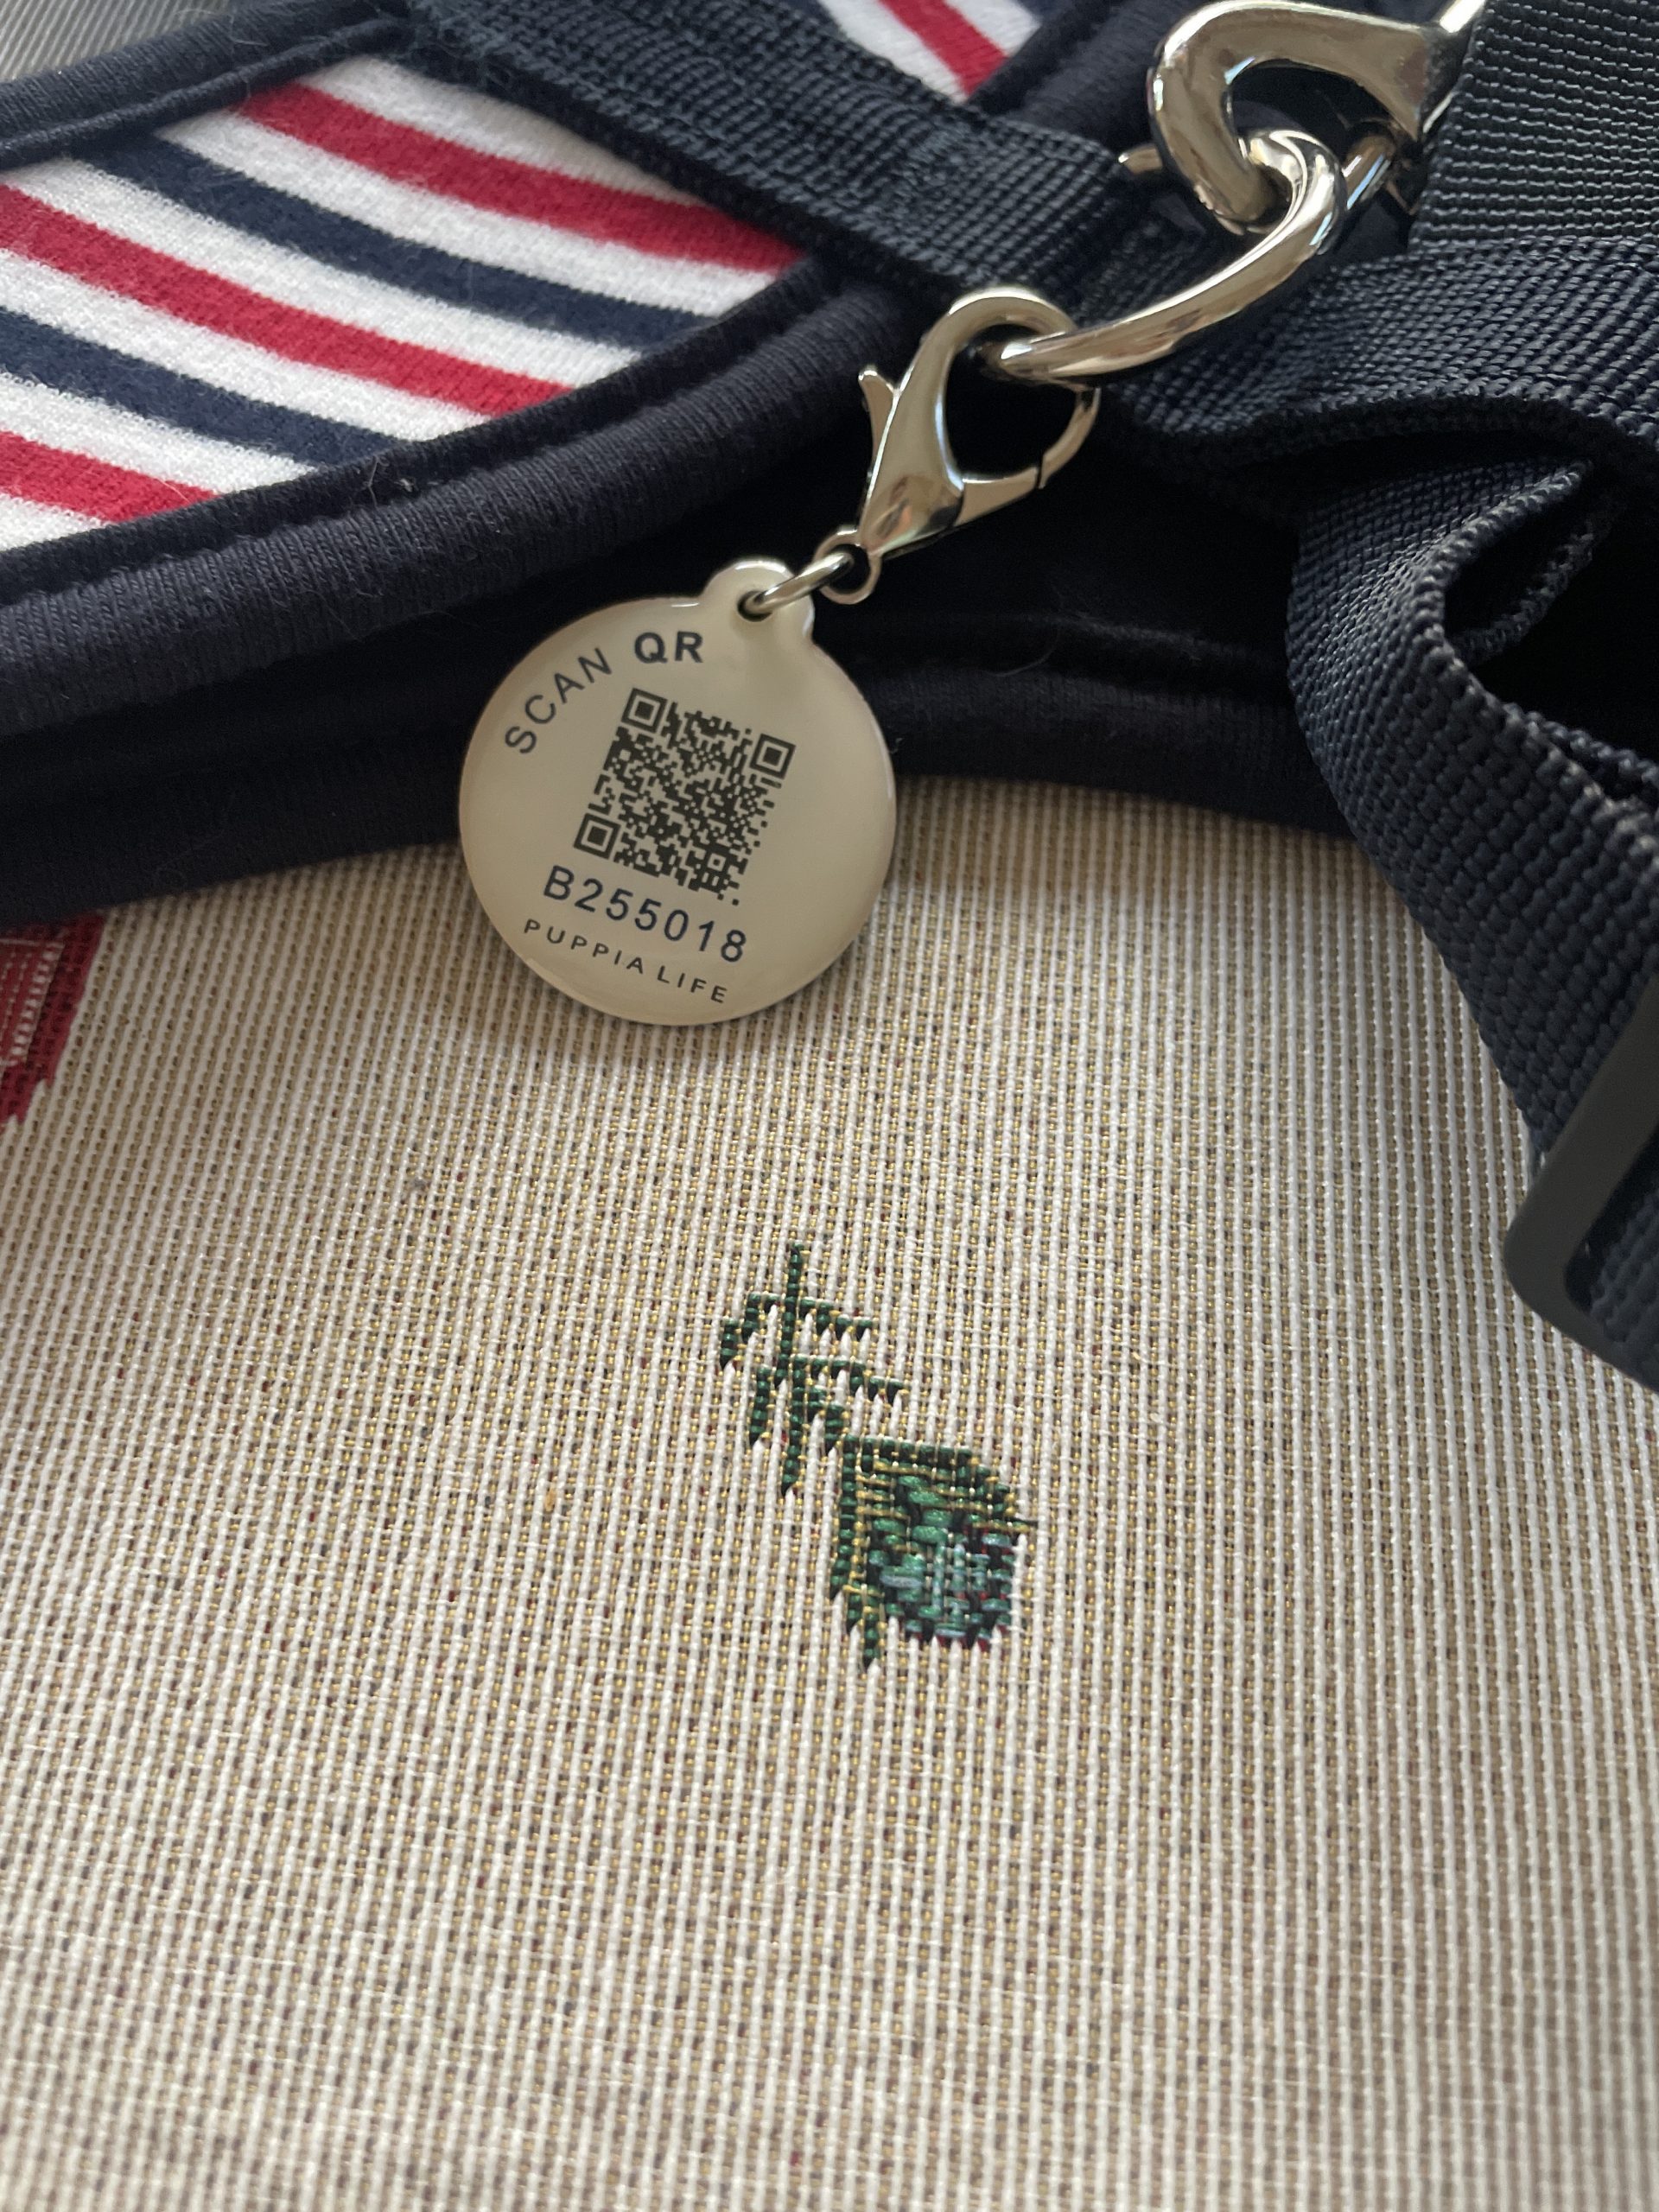 SCAN QR
B255018
PUPPIA LIFE